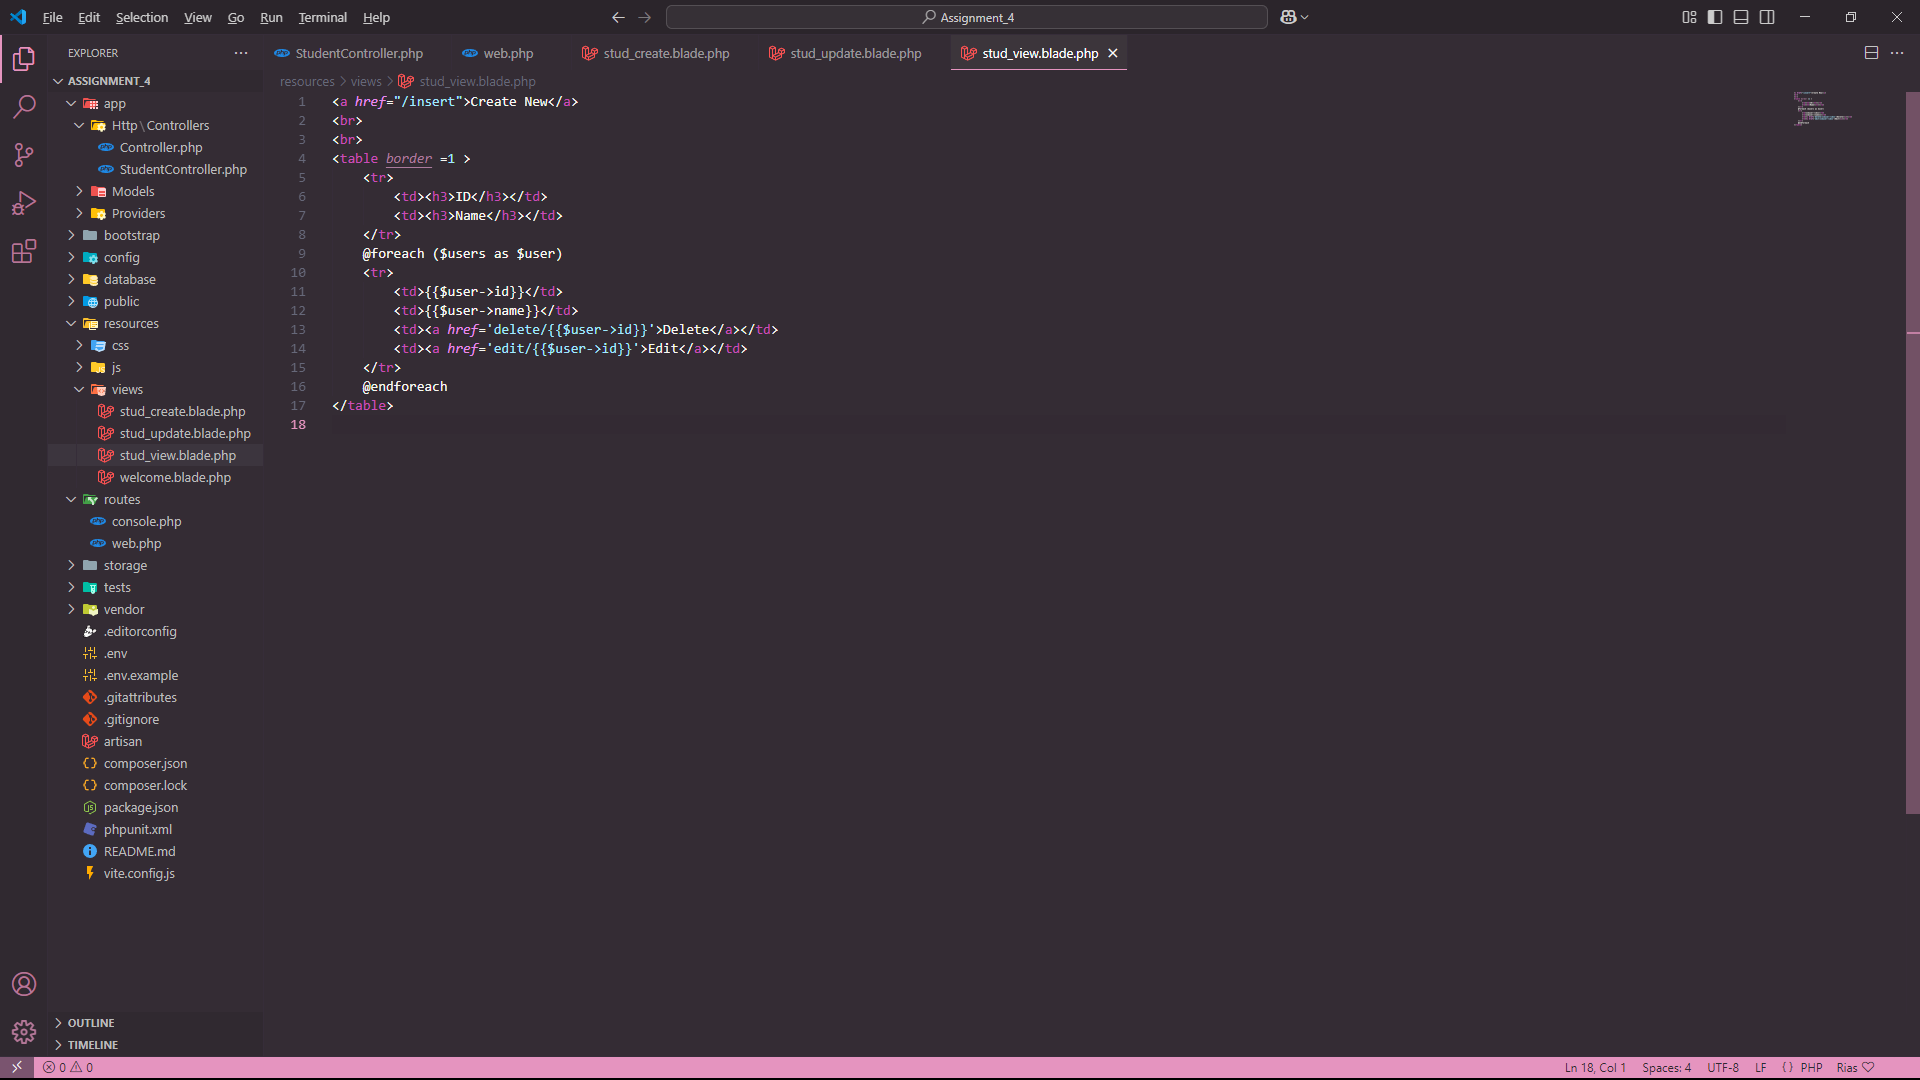 File Edit Selection View Go Run Terminal Help
Assignment_4
EXPLORER
StudentController.php
web.php
stud_create.blade.php
stud_update.blade.php
stud_view.blade.php
ASSIGNMENT_4
app
Http\Controllers
Controller.php
StudentController.php
Models
Providers
bootstrap
config
database
public
resources
css
js
views
stud_create.blade.php
stud_update.blade.php
stud_view.blade.php
welcome.blade.php
routes
console.php
web.php
storage
tests
vendor
.editorconfig
.env
.env.example
.gitattributes
.gitignore
artisan
composer.json
composer.lock
package.json
phpunit.xml
README.md
vite.config.js
OUTLINE
TIMELINE
resources > views > stud_view.blade.php
1 <a href="/insert">Create New</a>
2 <br>
3 <br>
4 <table border =1 >
5 <tr>
6 <td><h3>ID</h3></td>
7 <td><h3>Name</h3></td>
8 </tr>
9 @foreach ($users as $user)
10 <tr>
11 <td>{{$user->id}}</td>
12 <td>{{$user->name}}</td>
13 <td><a href='delete/{{$user->id}}'>Delete</a></td>
14 <td><a href='edit/{{$user->id}}'>Edit</a></td>
15 </tr>
16 @endforeach
17 </table>
18
0 0
Ln 18, Col 1 Spaces: 4 UTF-8 LF {} PHP Rias